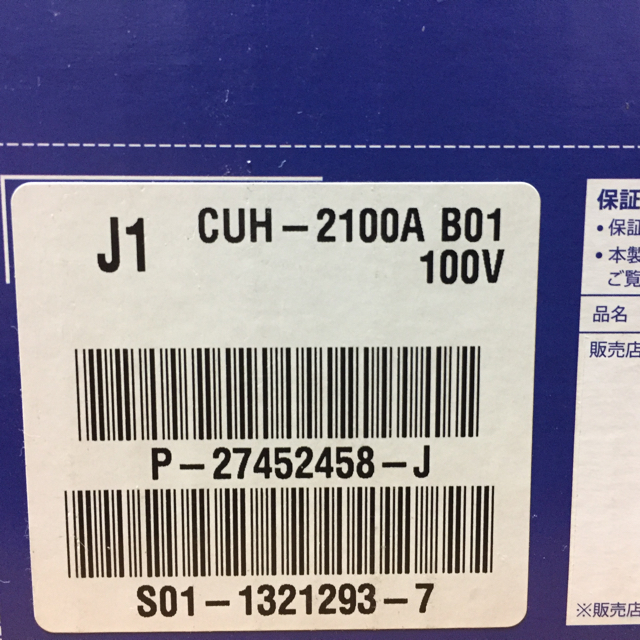 J1
CUH-2100A B01
100V
P-27452458-J
S01-1321293-7
保証
•保証
•本製
ご覧
品名
販売店
※販売店